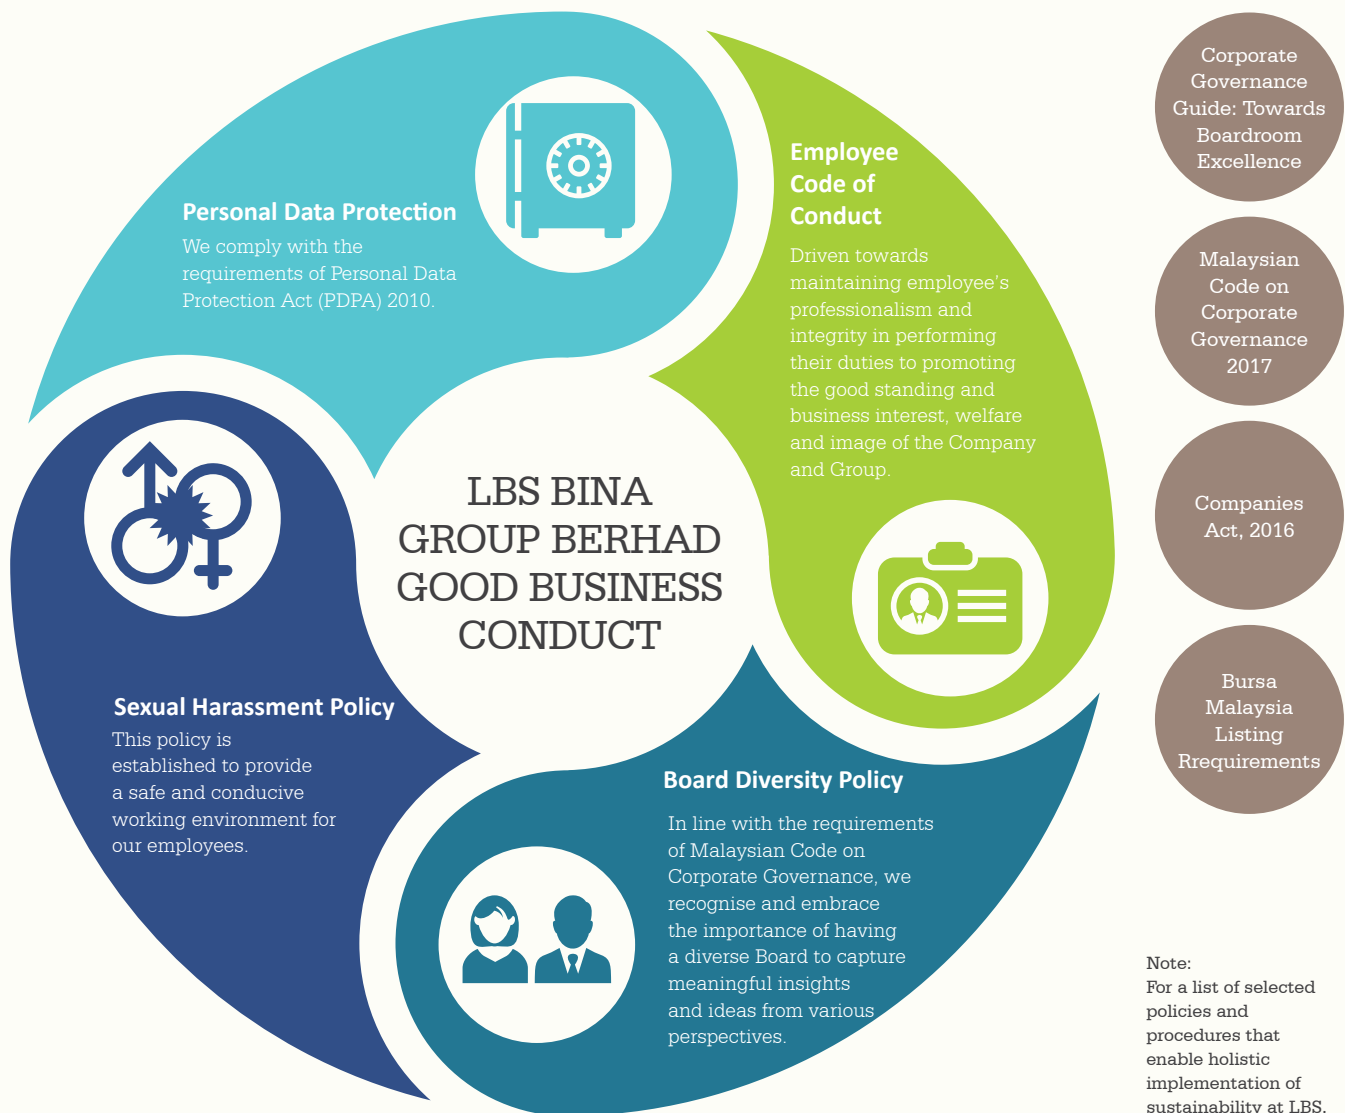 Personal Data Protection
We comply with the
requirements of Personal Data
Protection Act (PDPA) 2010.
Employee
Code of
Conduct
Driven towards
maintaining employee's
professionalism and
integrity in performing
their duties to promoting
the good standing and
business interest, welfare
and image of the Company
and Group.
LBS BINA
GROUP BERHAD
GOOD BUSINESS
CONDUCT
Sexual Harassment Policy
This policy is
established to provide
a safe and conducive
working environment for
our employees.
Board Diversity Policy
In line with the requirements
of Malaysian Code on
Corporate Governance, we
recognise and embrace
the importance of having
a diverse Board to capture
meaningful insights
and ideas from various
perspectives.
Corporate
Governance
Guide: Towards
Boardroom
Excellence
Malaysian
Code on
Corporate
Governance
2017
Companies
Act, 2016
Bursa
Malaysia
Listing
Rrequirements
Note:
For a list of selected
policies and
procedures that
enable holistic
implementation of
sustainability at LBS.